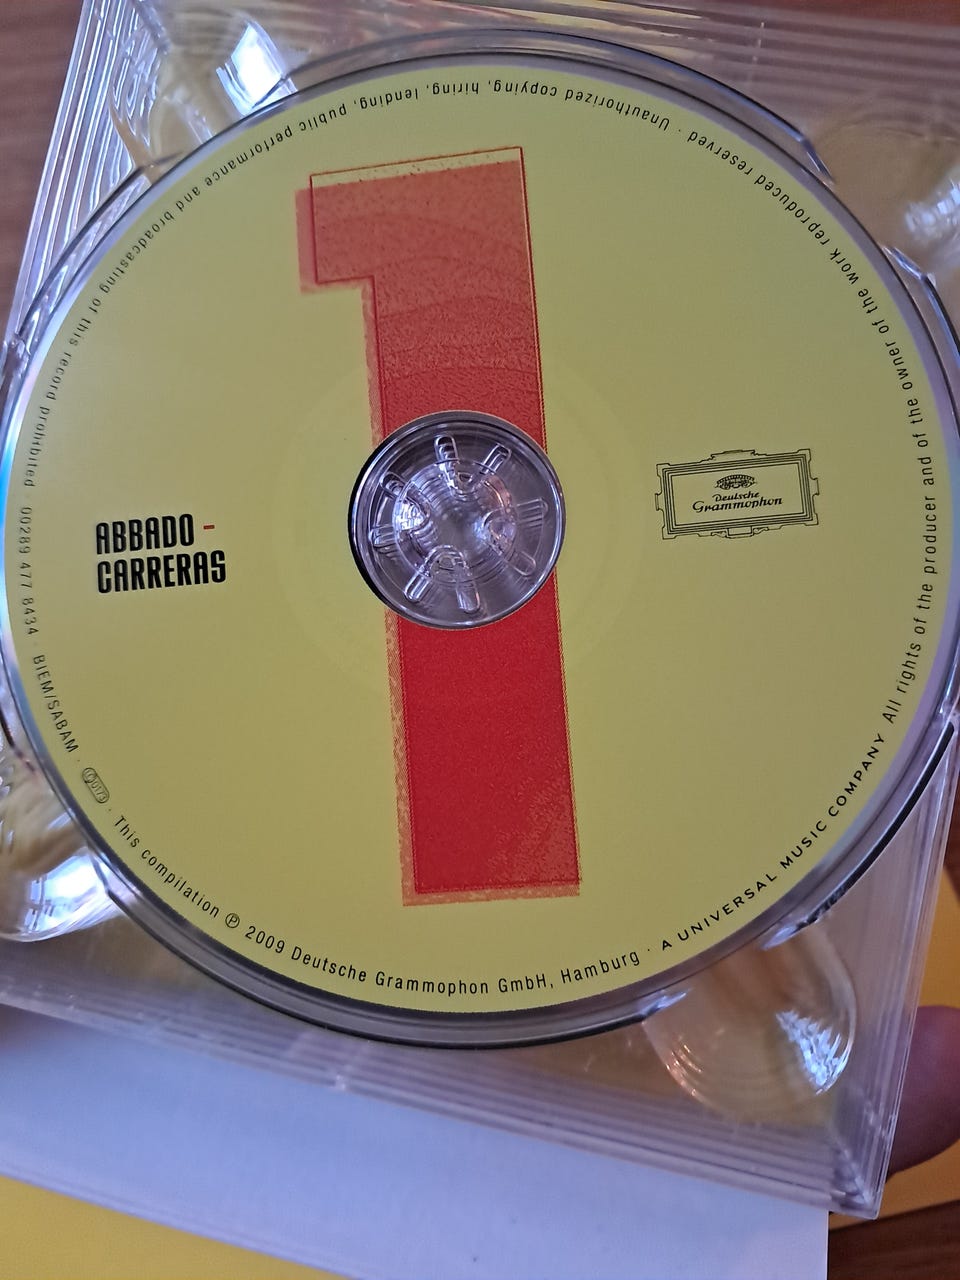 1
ABBADO -
CARRERAS
Deutsche
Grammophon
This compilation ℗ 2009 Deutsche Grammophon GmbH, Hamburg · A UNIVERSAL MUSIC COMPANY All rights of the producer and of the owner of the work reproduced reserved · Unauthorized copying, hiring, lending, public performance and broadcasting of this record prohibited · 00289 477 8434 · BIEM/SABAM ·